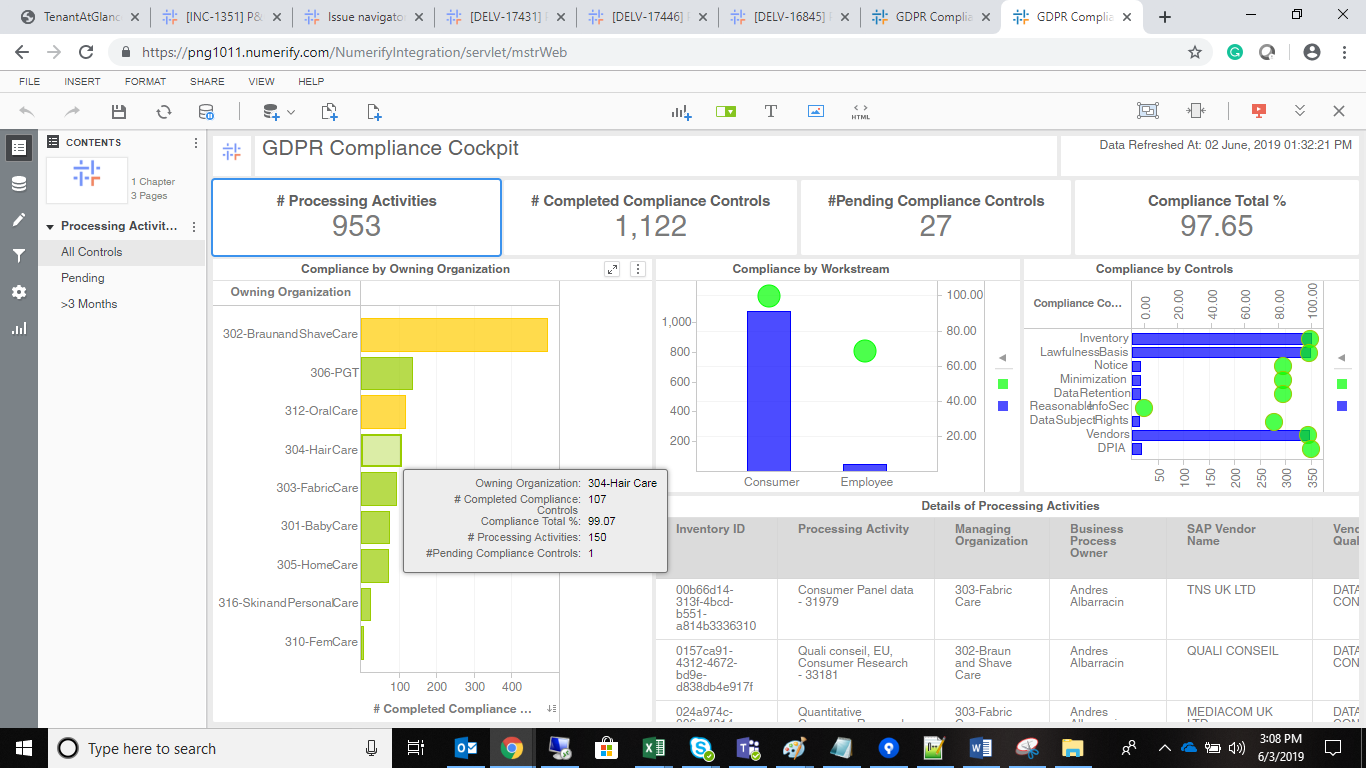 TenantAtGlanc
[INC-1351] P&
Issue navigato
[DELV-17431]
[DELV-17446]
[DELV-16845]
GDPR Complia
GDPR Complia
https://png1011.numerify.com/NumerifyIntegration/servlet/mstrWeb
FILE INSERT FORMAT SHARE VIEW HELP
HTML
CONTENTS
1 Chapter
3 Pages
Processing Activit...
All Controls
Pending
>3 Months
GDPR Compliance Cockpit
Data Refreshed At: 02 June, 2019 01:32:21 PM
# Processing Activities
953
# Completed Compliance Controls
1,122
#Pending Compliance Controls
27
Compliance Total %
97.65
Compliance by Owning Organization
Owning Organization
302-BraunandShaveCare
306-PGT
312-OralCare
304-HairCare
303-FabricCare
301-BabyCare
305-HomeCare
316-SkinandPersonalCare
310-FemCare
100 200 300 400
# Completed Compliance ...
Owning Organization: 304-Hair Care
# Completed Compliance Controls: 107
Compliance Total %: 99.07
# Processing Activities: 150
#Pending Compliance Controls: 1
Compliance by Workstream
1,000
800
600
400
200
100.00
80.00
60.00
40.00
20.00
Consumer Employee
Compliance by Controls
Compliance Co...
0.00 20.00 40.00 60.00 80.00 100.00
Inventory
LawfulnessBasis
Notice
Minimization
DataRetention
ReasonableInfoSec
DataSubjectRights
Vendors
DPIA
50 100 150 200 250 300 350
Details of Processing Activities
Inventory ID
Processing Activity
Managing
Organization
Business
Process
Owner
SAP Vendor
Name
Vend
Qual
00b66d14-
313f-4bcd-
b551-
a814b3336310
Consumer Panel data
- 31979
303-Fabric
Care
Andres
Albarracin
TNS UK LTD
DATA
CON
0157ca91-
4312-4672-
bd9e-
d838db4e917f
Quali conseil, EU,
Consumer Research
- 33181
302-Braun
and Shave
Care
Andres
Albarracin
QUALI CONSEIL
DATA
CON
024a974c-
Quantitative
303-Fabric
Andres
MEDIACOM UK
DATA
Type here to search
3:08 PM
6/3/2019